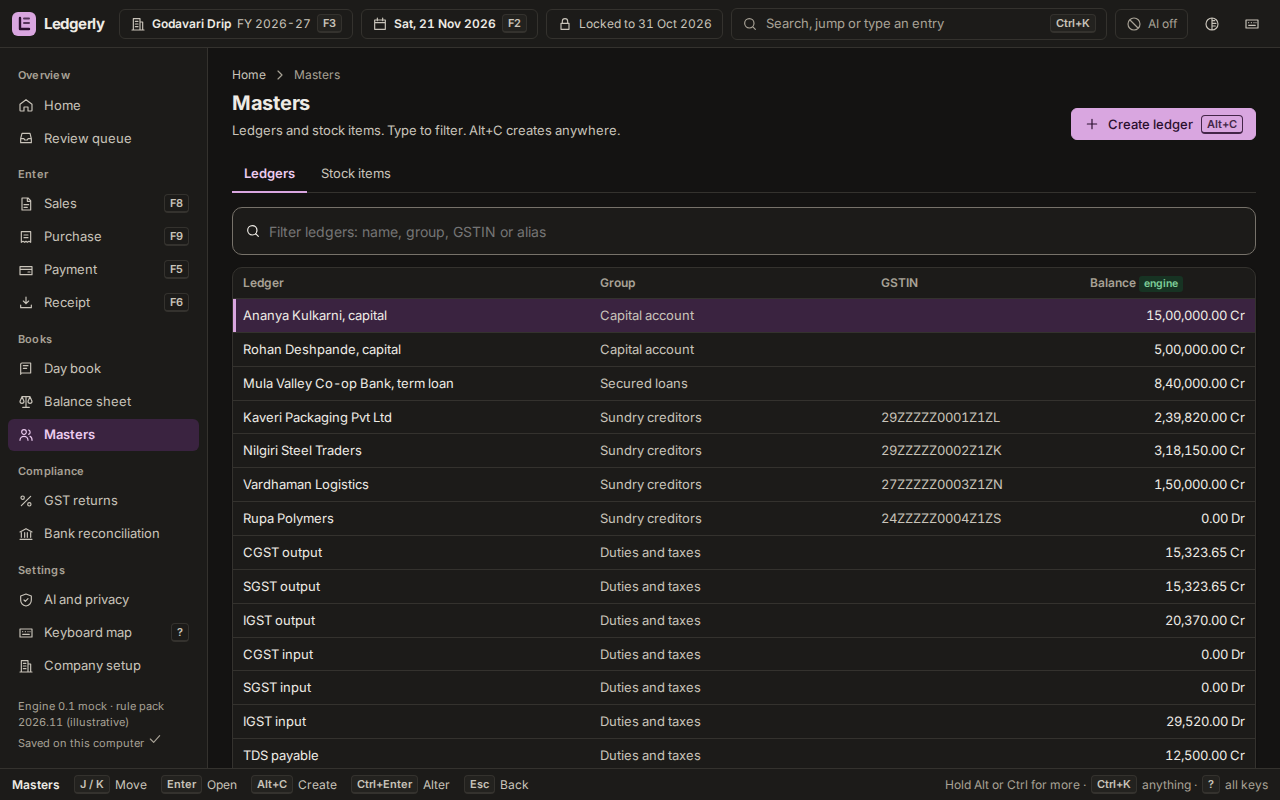 Ledgerly
Godavari Drip FY 2026-27 F3
Sat, 21 Nov 2026 F2
Locked to 31 Oct 2026
Search, jump or type an entry Ctrl+K
AI off
Overview
Home
Review queue
Enter
Sales F8
Purchase F9
Payment F5
Receipt F6
Books
Day book
Balance sheet
Masters
Compliance
GST returns
Bank reconciliation
Settings
AI and privacy
Keyboard map ?
Company setup
Engine 0.1 mock · rule pack
2026.11 (illustrative)
Saved on this computer
Home > Masters
Masters
Ledgers and stock items. Type to filter. Alt+C creates anywhere.
Create ledger Alt+C
Ledgers Stock items
Filter ledgers: name, group, GSTIN or alias
Ledger Group GSTIN Balance engine
Ananya Kulkarni, capital Capital account 15,00,000.00 Cr
Rohan Deshpande, capital Capital account 5,00,000.00 Cr
Mula Valley Co-op Bank, term loan Secured loans 8,40,000.00 Cr
Kaveri Packaging Pvt Ltd Sundry creditors 29ZZZZZ0001Z1ZL 2,39,820.00 Cr
Nilgiri Steel Traders Sundry creditors 29ZZZZZ0002Z1ZK 3,18,150.00 Cr
Vardhaman Logistics Sundry creditors 27ZZZZZ0003Z1ZN 1,50,000.00 Cr
Rupa Polymers Sundry creditors 24ZZZZZ0004Z1ZS 0.00 Dr
CGST output Duties and taxes 15,323.65 Cr
SGST output Duties and taxes 15,323.65 Cr
IGST output Duties and taxes 20,370.00 Cr
CGST input Duties and taxes 0.00 Dr
SGST input Duties and taxes 0.00 Dr
IGST input Duties and taxes 29,520.00 Dr
TDS payable Duties and taxes 12,500.00 Cr
Masters J / K Move Enter Open Alt+C Create Ctrl+Enter Alter Esc Back
Hold Alt or Ctrl for more · Ctrl+K anything · ? all keys